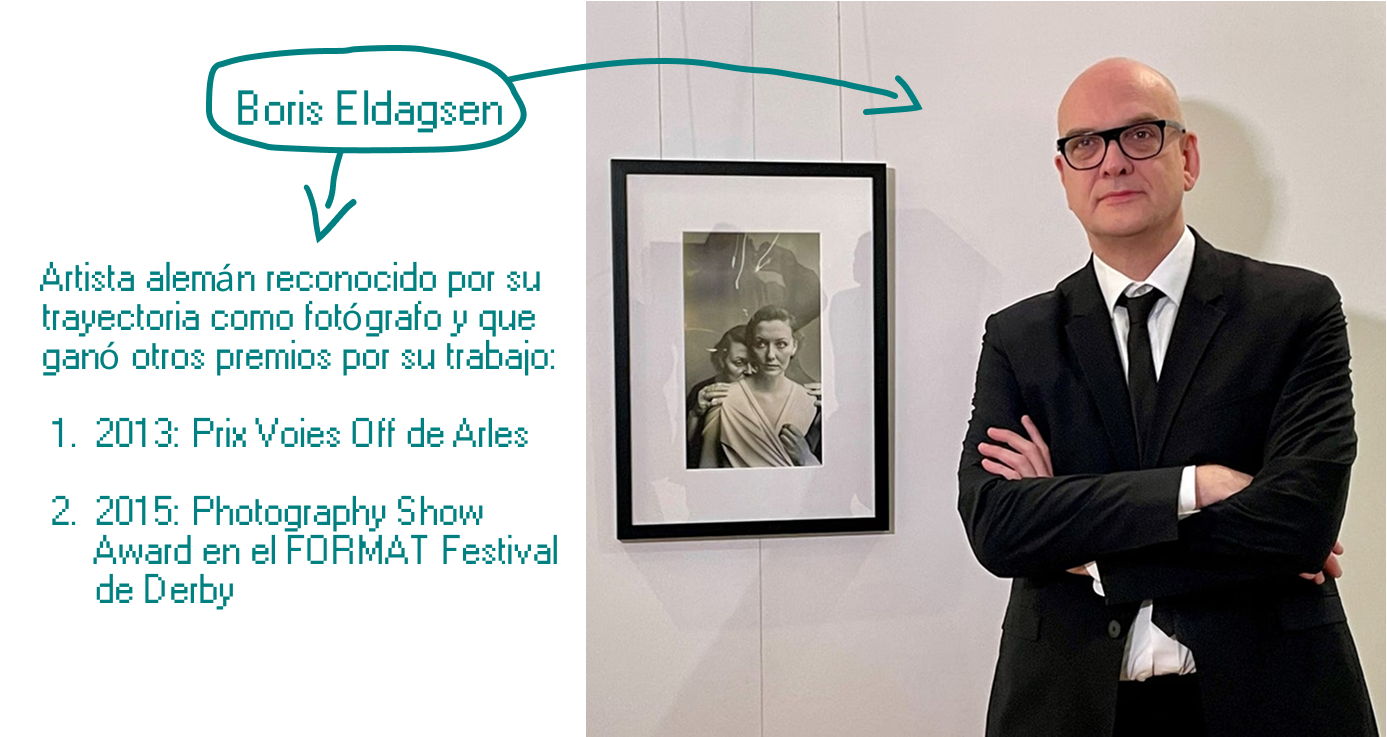 Boris Eldagsen
Artista alemán reconocido por su
trayectoria como fotógrafo y que
ganó otros premios por su trabajo:
1. 2013: Prix Voies Off de Arles
2. 2015: Photography Show
Award en el FORMAT Festival
de Derby